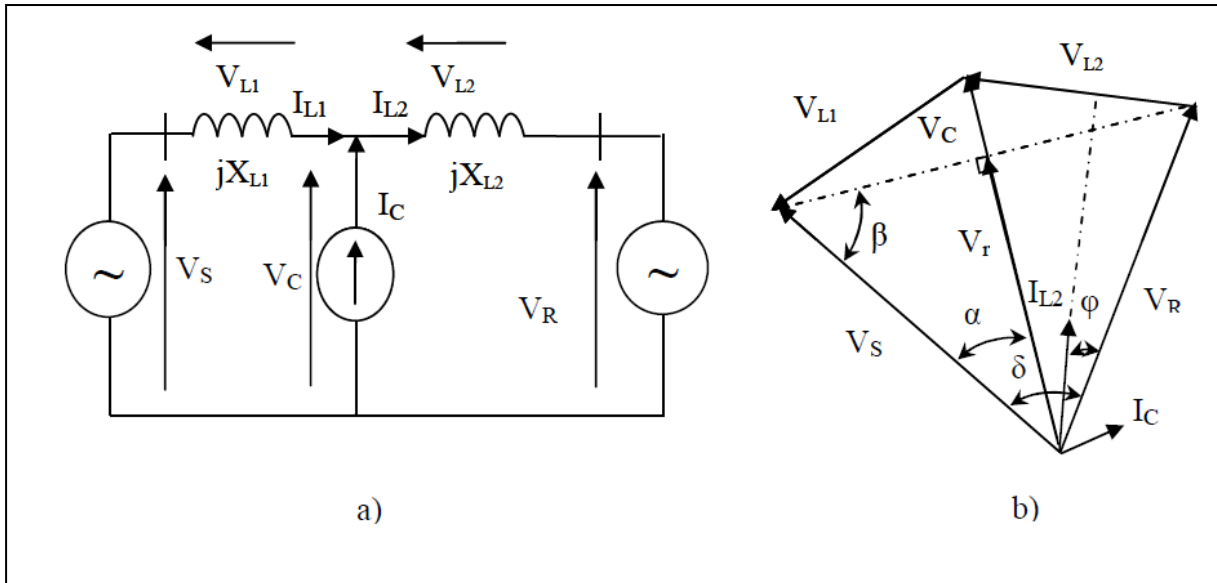 V_L1
V_L2
I_L1
I_L2
jX_L1
jX_L2
I_C
V_S
V_C
V_R
~
~
a)
V_L2
V_L1
V_C
β
V_r
I_L2
φ
V_R
α
V_S
δ
I_C
b)